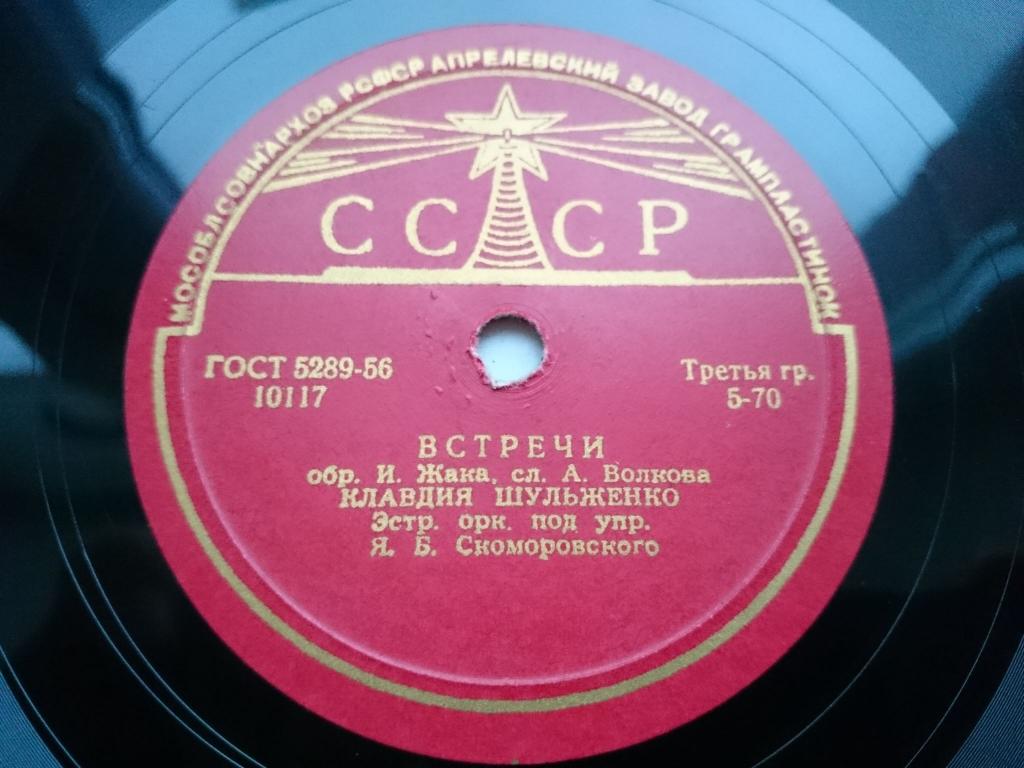 МОСОБЛСОВНАРХОЗ РСФСР АПРЕЛЕВСКИЙ ЗАВОД ГРАМПЛАСТИНОК
СССР
ГОСТ 5289-56
10117
Третья гр.
5-70
ВСТРЕЧИ
обр. И. Жака, сл. А. Волкова
КЛАВДИЯ ШУЛЬЖЕНКО
Эстр. орк. под упр.
Я. Б. Скоморовского